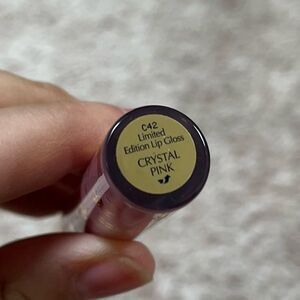 C42
Limited
Edition Lip Gloss
CRYSTAL
PINK